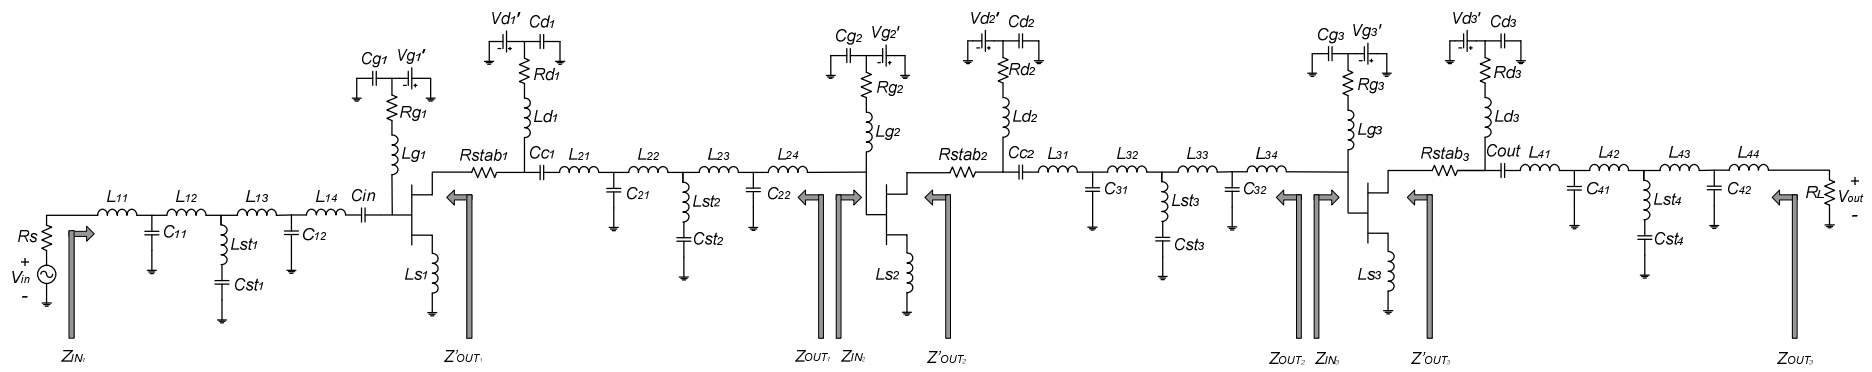 Vd1' Cd1 Vd2' Cd2 Vd3' Cd3
Cg1 Vg1' Cg2 Vg2' Cg3 Vg3'
Rd1 Rd2 Rd3
Rg1 Rg2 Rg3
Ld1 Ld2 Ld3
Lg1 Lg2 Lg3
Rstab1 Cc1 L21 L22 L23 L24 Rstab2 Cc2 L31 L32 L33 L34 Rstab3 Cout L41 L42 L43 L44
L11 L12 L13 L14 Cin C21 Lst2 C22 C31 Lst3 C32 C41 Lst4 C42 RL + Vout -
Rs C11 Lst1 C12 Cst2 Cst3 Cst4
+ Vin - Cst1 Ls1 Ls2 Ls3
ZIN1 Z'OUT1 ZOUT1 ZIN2 Z'OUT2 ZOUT2 ZIN3 Z'OUT3 ZOUT3